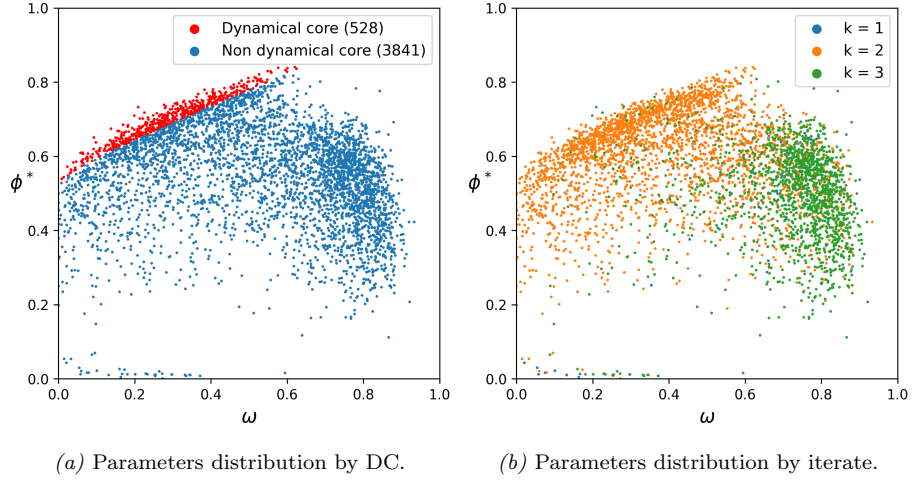 Dynamical core (528)
Non dynamical core (3841)
1.0
0.8
0.6
ϕ*
0.4
0.2
0.0
0.0 0.2 0.4 0.6 0.8 1.0
ω
(a) Parameters distribution by DC.
k = 1
k = 2
k = 3
1.0
0.8
0.6
ϕ*
0.4
0.2
0.0
0.0 0.2 0.4 0.6 0.8 1.0
ω
(b) Parameters distribution by iterate.